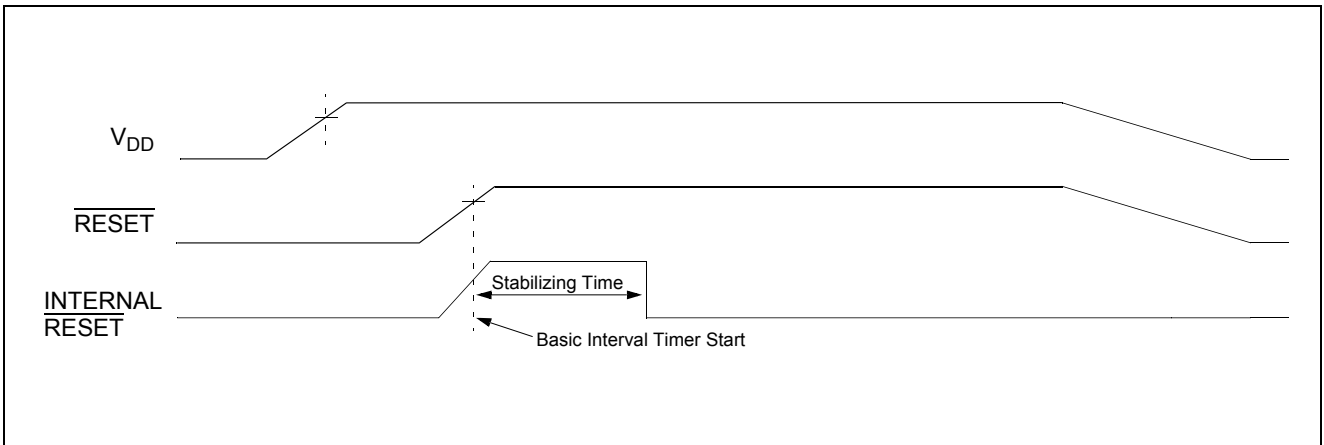 VDD
RESET
INTERNAL
RESET
Stabilizing Time
Basic Interval Timer Start